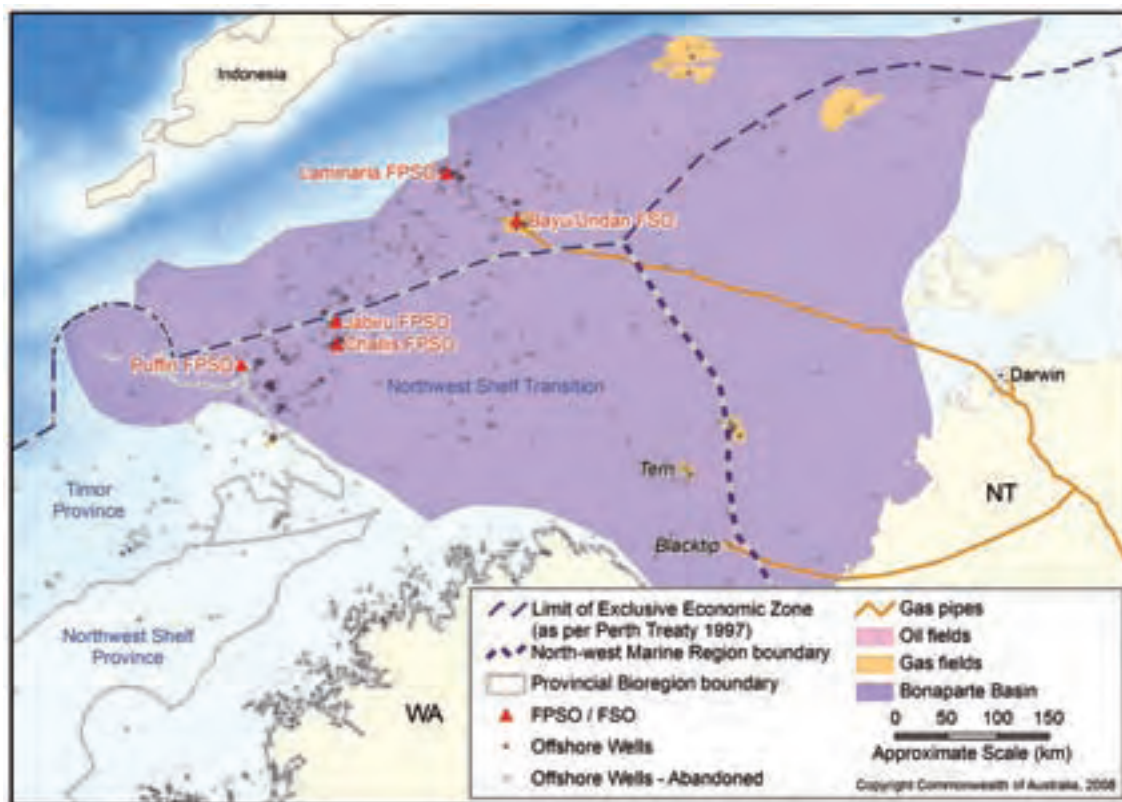 Indonesia
Laminaria FPSO
Bayu/Undan FSO
Jabiru FPSO
Challis FPSO
Puffin FPSO
Northwest Shelf Transition
Darwin
Tern
NT
Timor
Province
Blacktip
Northwest Shelf
Province
WA
Limit of Exclusive Economic Zone
(as per Perth Treaty 1997)
North-west Marine Region boundary
Provincial Bioregion boundary
FPSO / FSO
Offshore Wells
Offshore Wells - Abandoned
Gas pipes
Oil fields
Gas fields
Bonaparte Basin
0 50 100 150
Approximate Scale (km)
Copyright Commonwealth of Australia, 2008